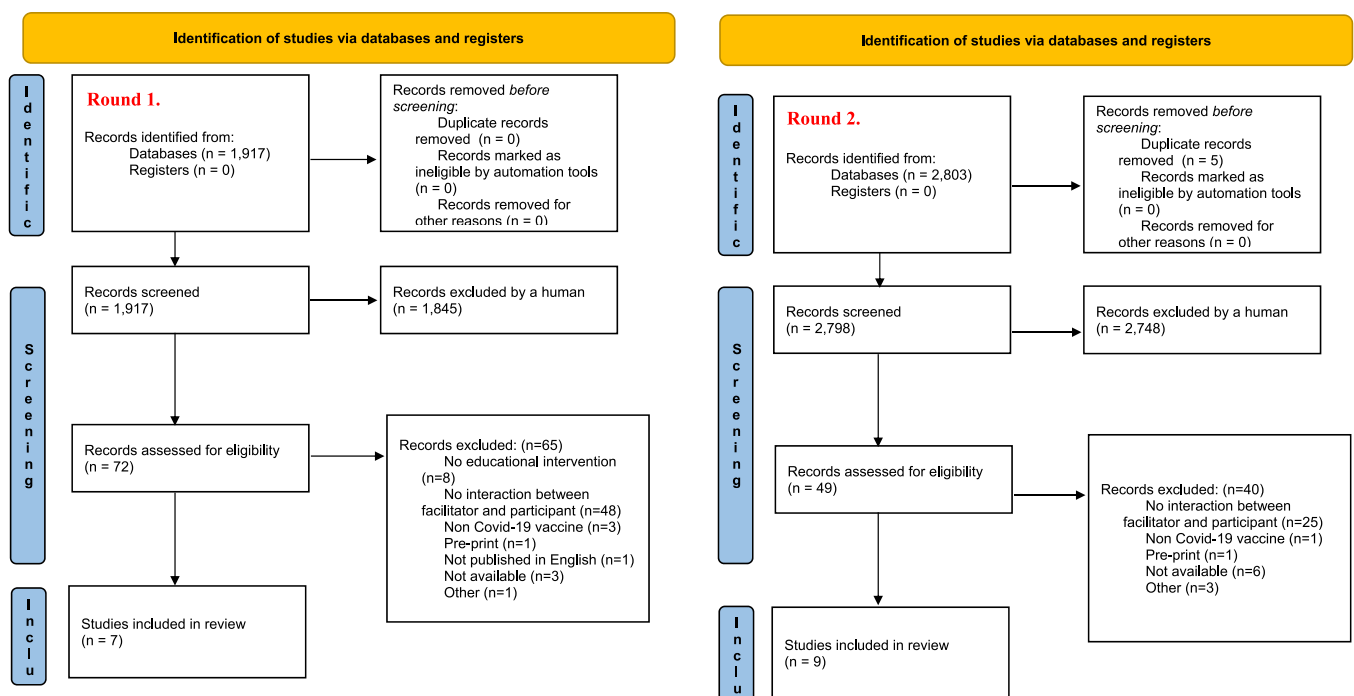 Identification of studies via databases and registers
Identific
Round 1.
Records identified from:
Databases (n = 1,917)
Registers (n = 0)
Records removed before
screening:
Duplicate records
removed  (n = 0)
Records marked as
ineligible by automation tools
(n = 0)
Records removed for
other reasons (n = 0)
Screening
Records screened
(n = 1,917)
Records excluded by a human
(n = 1,845)
Records assessed for eligibility
(n = 72)
Records excluded: (n=65)
No educational intervention
(n=8)
No interaction between
facilitator and participant (n=48)
Non Covid-19 vaccine (n=3)
Pre-print (n=1)
Not published in English (n=1)
Not available (n=3)
Other (n=1)
Inclu
Studies included in review
(n = 7)
Identification of studies via databases and registers
Identific
Round 2.
Records identified from:
Databases (n = 2,803)
Registers (n = 0)
Records removed before
screening:
Duplicate records
removed  (n = 5)
Records marked as
ineligible by automation tools
(n = 0)
Records removed for
other reasons (n = 0)
Screening
Records screened
(n = 2,798)
Records excluded by a human
(n = 2,748)
Records assessed for eligibility
(n = 49)
Records excluded: (n=40)
No interaction between
facilitator and participant (n=25)
Non Covid-19 vaccine (n=1)
Pre-print (n=1)
Not available (n=6)
Other (n=3)
Inclu
Studies included in review
(n = 9)